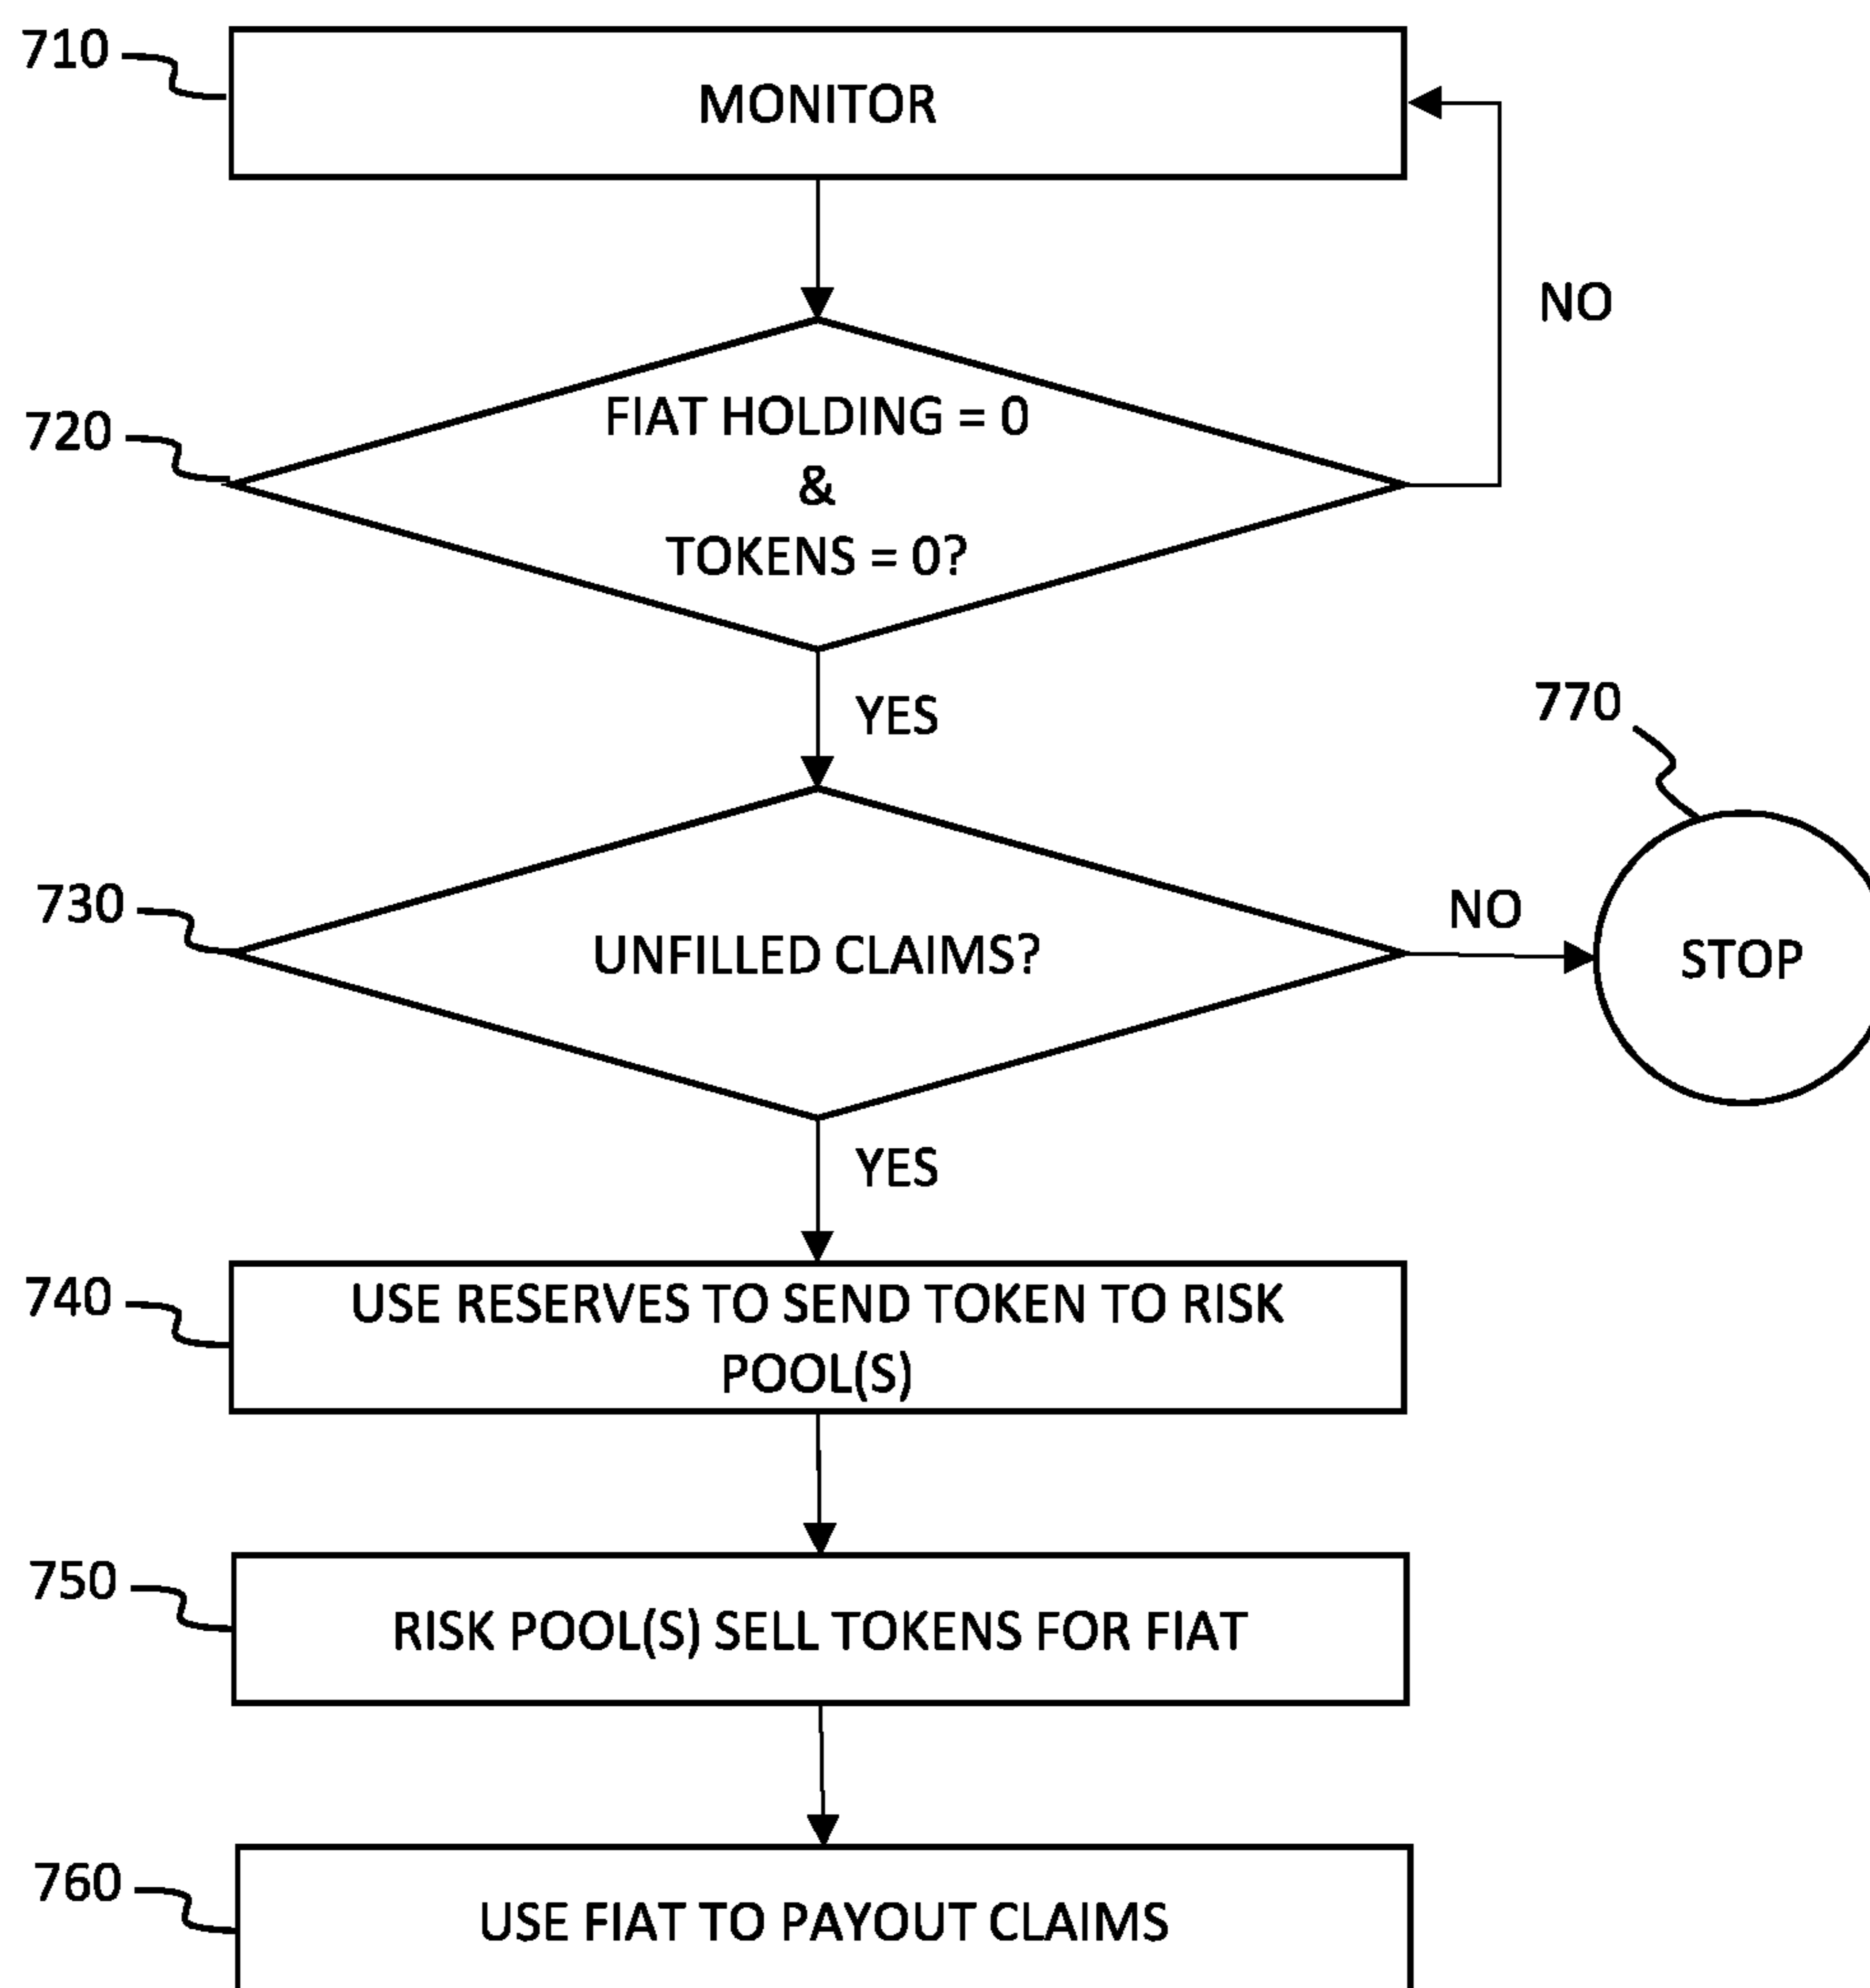 710
MONITOR
NO
720
FIAT HOLDING = 0
&
TOKENS = 0?
YES
770
730
UNFILLED CLAIMS?
NO
STOP
YES
740
USE RESERVES TO SEND TOKEN TO RISK
POOL(S)
750
RISK POOL(S) SELL TOKENS FOR FIAT
760
USE FIAT TO PAYOUT CLAIMS